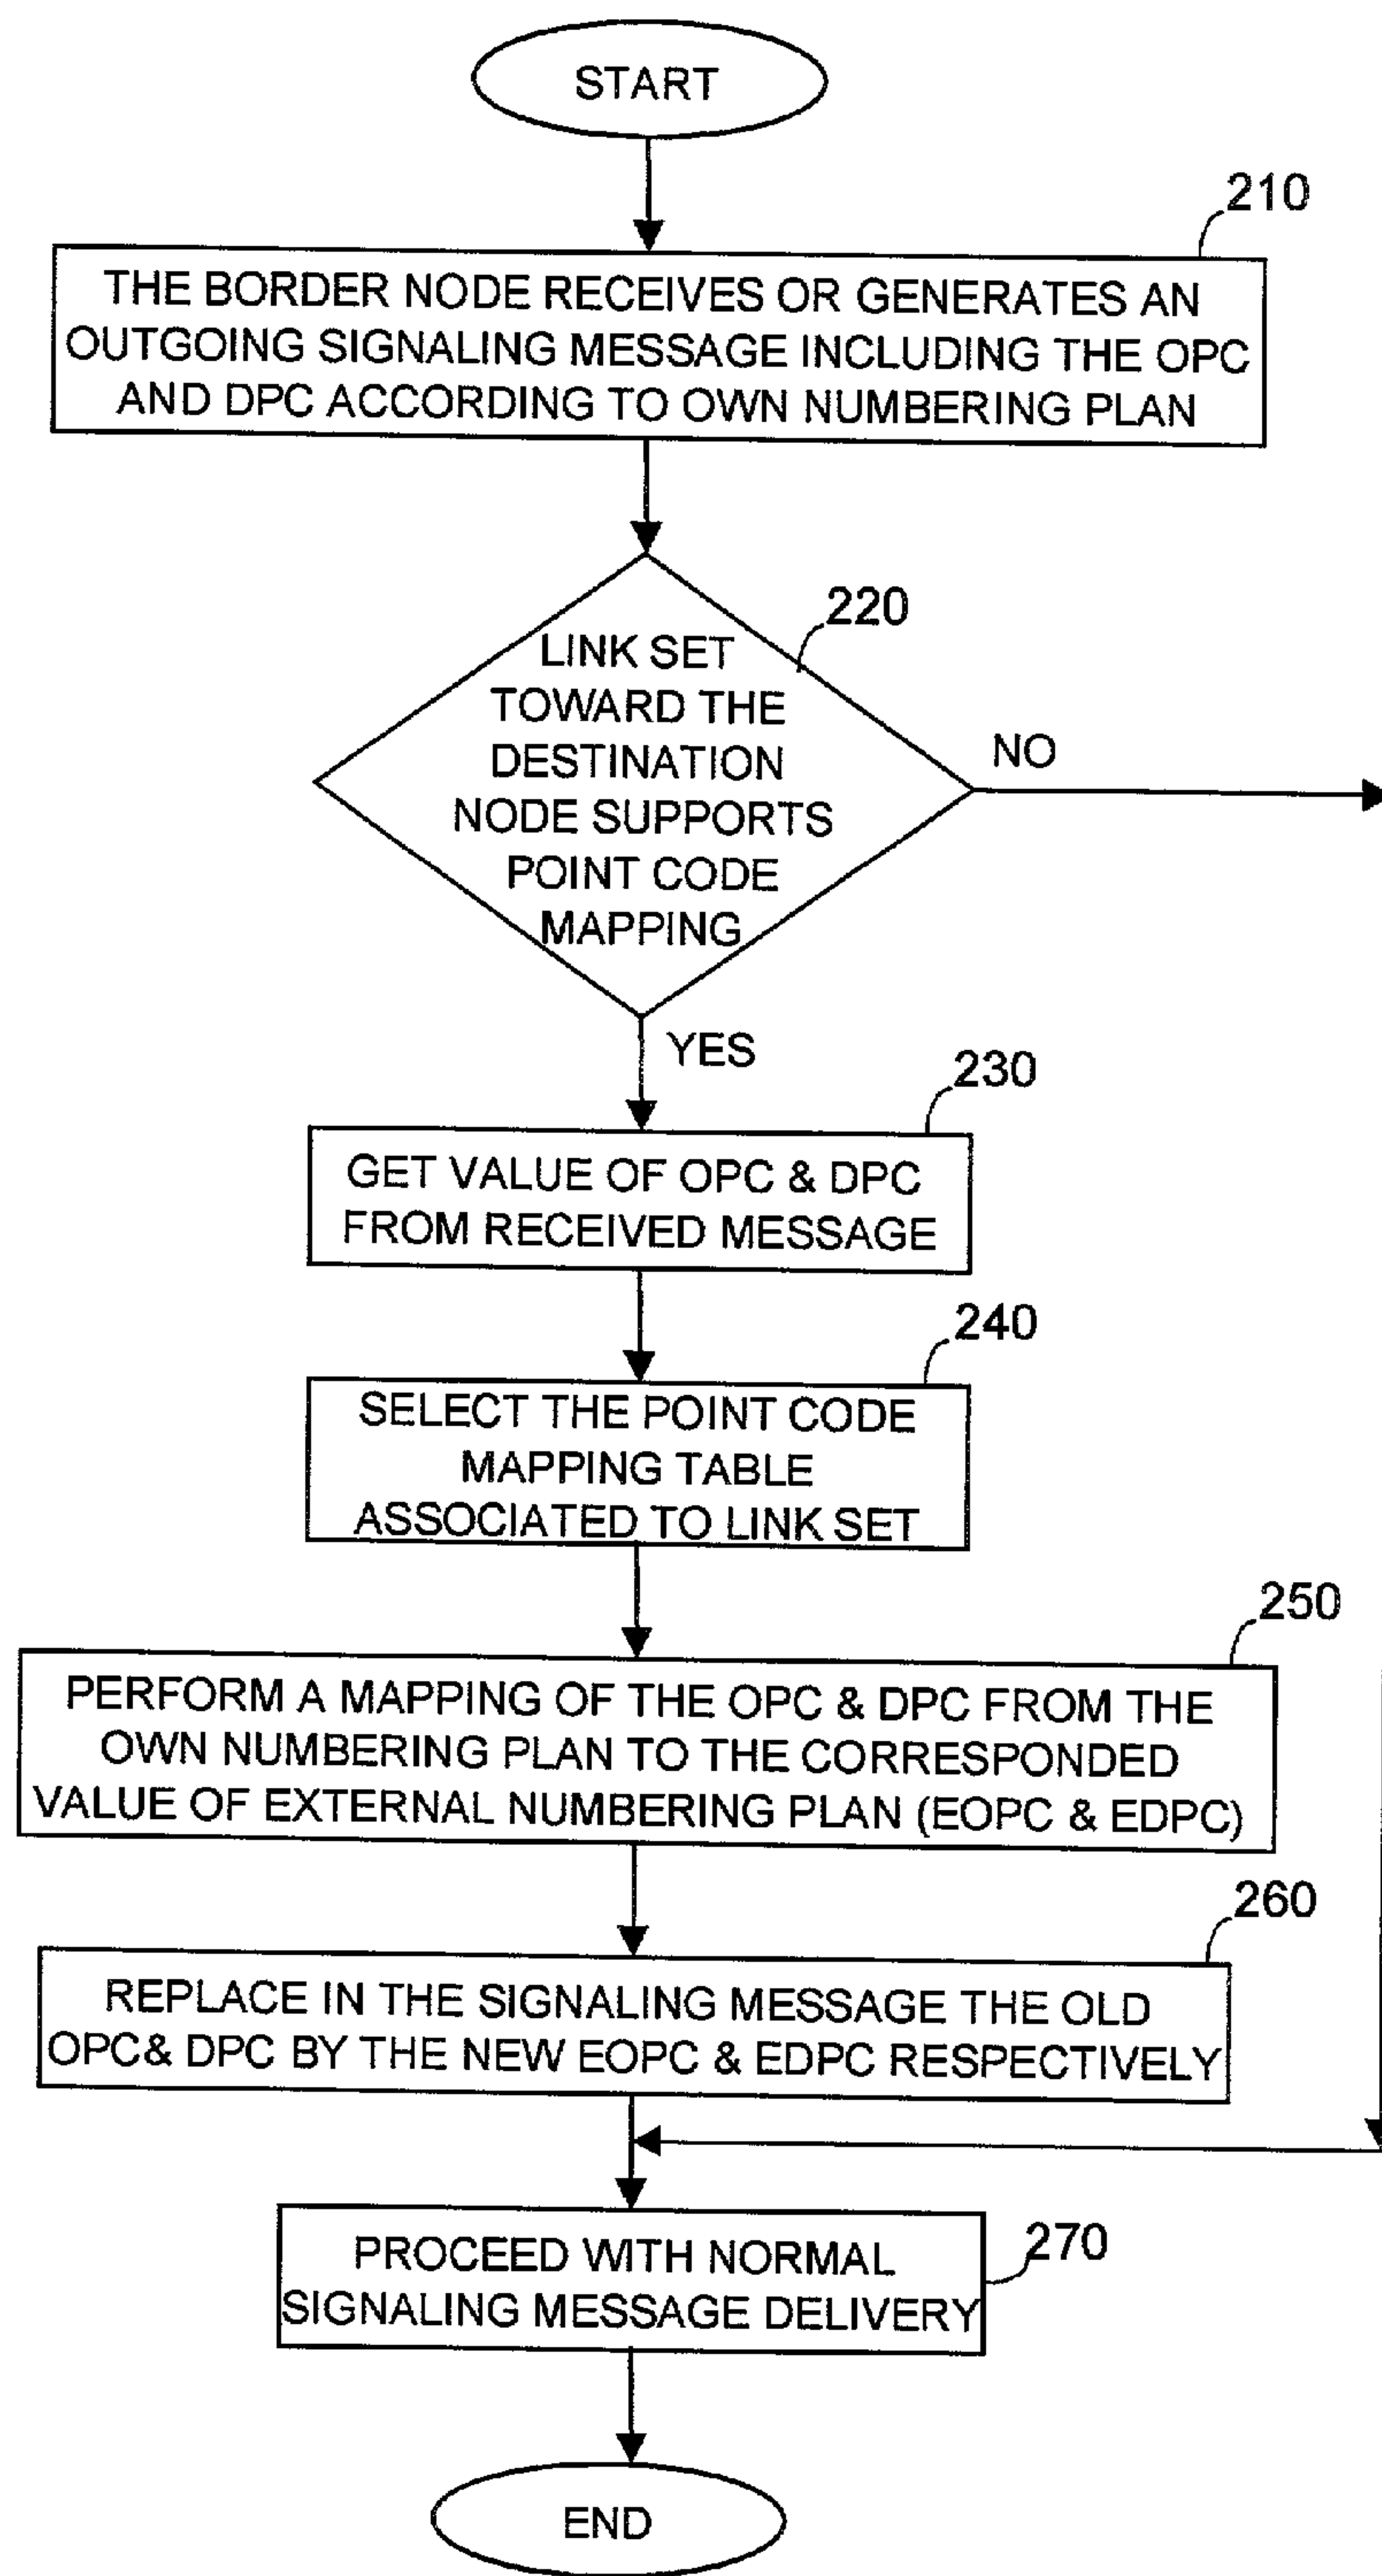 START
210
THE BORDER NODE RECEIVES OR GENERATES AN
OUTGOING SIGNALING MESSAGE INCLUDING THE OPC
AND DPC ACCORDING TO OWN NUMBERING PLAN
220
LINK SET
TOWARD THE
DESTINATION
NODE SUPPORTS
POINT CODE
MAPPING
NO
YES
230
GET VALUE OF OPC & DPC
FROM RECEIVED MESSAGE
240
SELECT THE POINT CODE
MAPPING TABLE
ASSOCIATED TO LINK SET
250
PERFORM A MAPPING OF THE OPC & DPC FROM THE
OWN NUMBERING PLAN TO THE CORRESPONDED
VALUE OF EXTERNAL NUMBERING PLAN (EOPC & EDPC)
260
REPLACE IN THE SIGNALING MESSAGE THE OLD
OPC& DPC BY THE NEW EOPC & EDPC RESPECTIVELY
270
PROCEED WITH NORMAL
SIGNALING MESSAGE DELIVERY
END